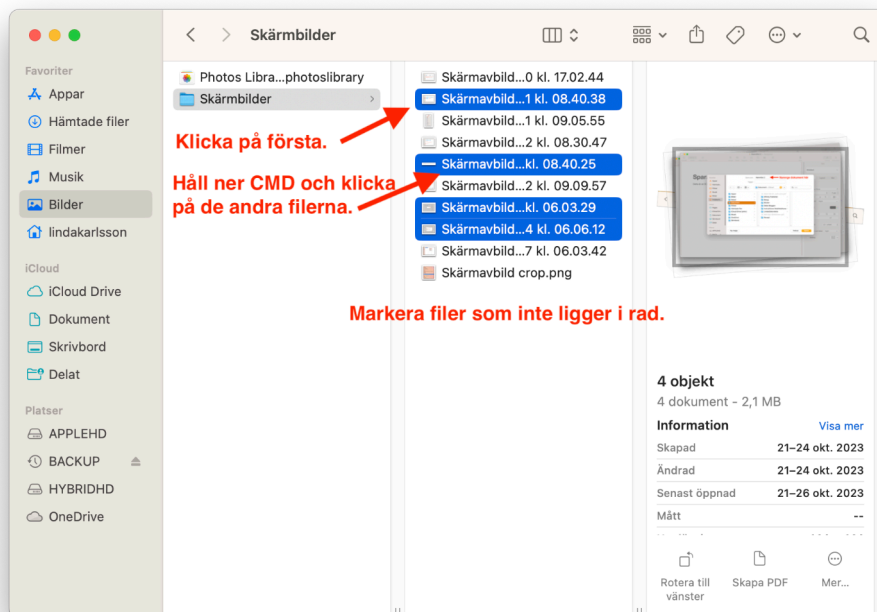 Skärmbilder
Favoriter
Appar
Hämtade filer
Filmer
Musik
Bilder
lindakarlsson
iCloud
iCloud Drive
Dokument
Skrivbord
Delat
Platser
APPLEHD
BACKUP
HYBRIDHD
OneDrive
Photos Libra...photoslibrary
Skärmbilder
Klicka på första.
Håll ner CMD och klicka
på de andra filerna.
Skärmavbild...0 kl. 17.02.44
Skärmavbild...1 kl. 08.40.38
Skärmavbild...1 kl. 09.05.55
Skärmavbild...2 kl. 08.30.47
Skärmavbild...kl. 08.40.25
Skärmavbild...2 kl. 09.09.57
Skärmavbild...kl. 06.03.29
Skärmavbild...4 kl. 06.06.12
Skärmavbild...7 kl. 06.03.42
Skärmavbild crop.png
Markera filer som inte ligger i rad.
4 objekt
4 dokument - 2,1 MB
Information Visa mer
Skapad 21–24 okt. 2023
Ändrad 21–24 okt. 2023
Senast öppnad 21–26 okt. 2023
Mått --
Rotera till
vänster
Skapa PDF
Mer...